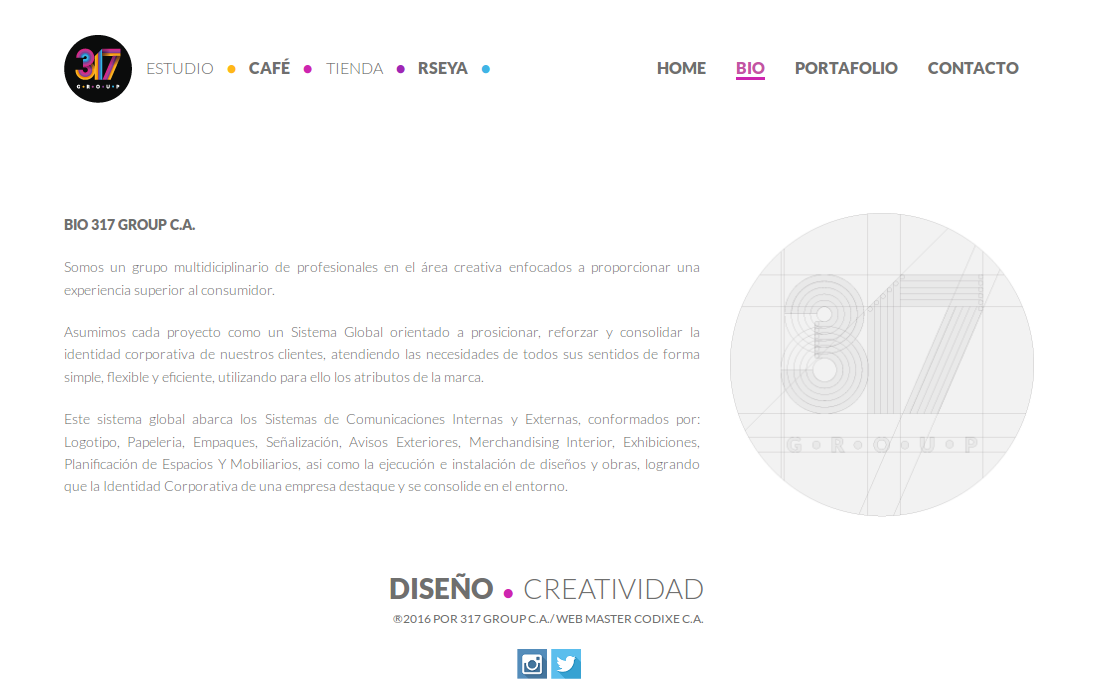 317
G•R•O•U•P
ESTUDIO • CAFÉ • TIENDA • RSEYA •
HOME BIO PORTAFOLIO CONTACTO
BIO 317 GROUP C.A.
Somos un grupo multidiciplinario de profesionales en el área creativa enfocados a proporcionar una
experiencia superior al consumidor.
Asumimos cada proyecto como un Sistema Global orientado a prosicionar, reforzar y consolidar la
identidad corporativa de nuestros clientes, atendiendo las necesidades de todos sus sentidos de forma
simple, flexible y eficiente, utilizando para ello los atributos de la marca.
Este sistema global abarca los Sistemas de Comunicaciones Internas y Externas, conformados por:
Logotipo, Papeleria, Empaques, Señalización, Avisos Exteriores, Merchandising Interior, Exhibiciones,
Planificación de Espacios Y Mobiliarios, asi como la ejecución e instalación de diseños y obras, logrando
que la Identidad Corporativa de una empresa destaque y se consolide en el entorno.
317
G•R•O•U•P
DISEÑO • CREATIVIDAD
®2016 POR 317 GROUP C.A./ WEB MASTER CODIXE C.A.